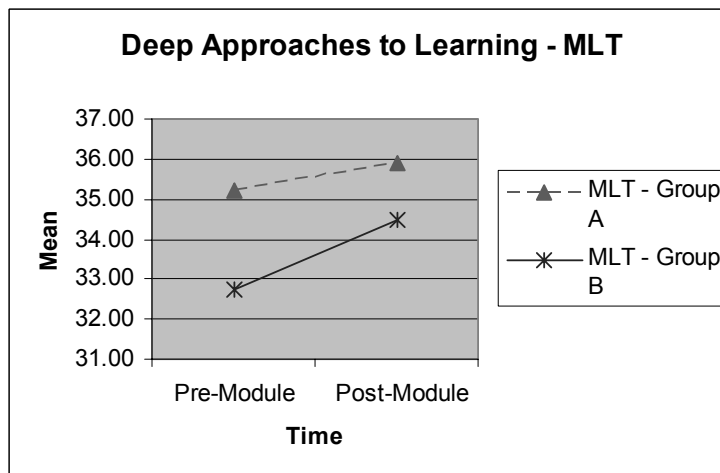 Deep Approaches to Learning - MLT
37.00
36.00
35.00
34.00
33.00
32.00
31.00
Mean
Pre-Module
Post-Module
Time
MLT - Group
A
MLT - Group
B